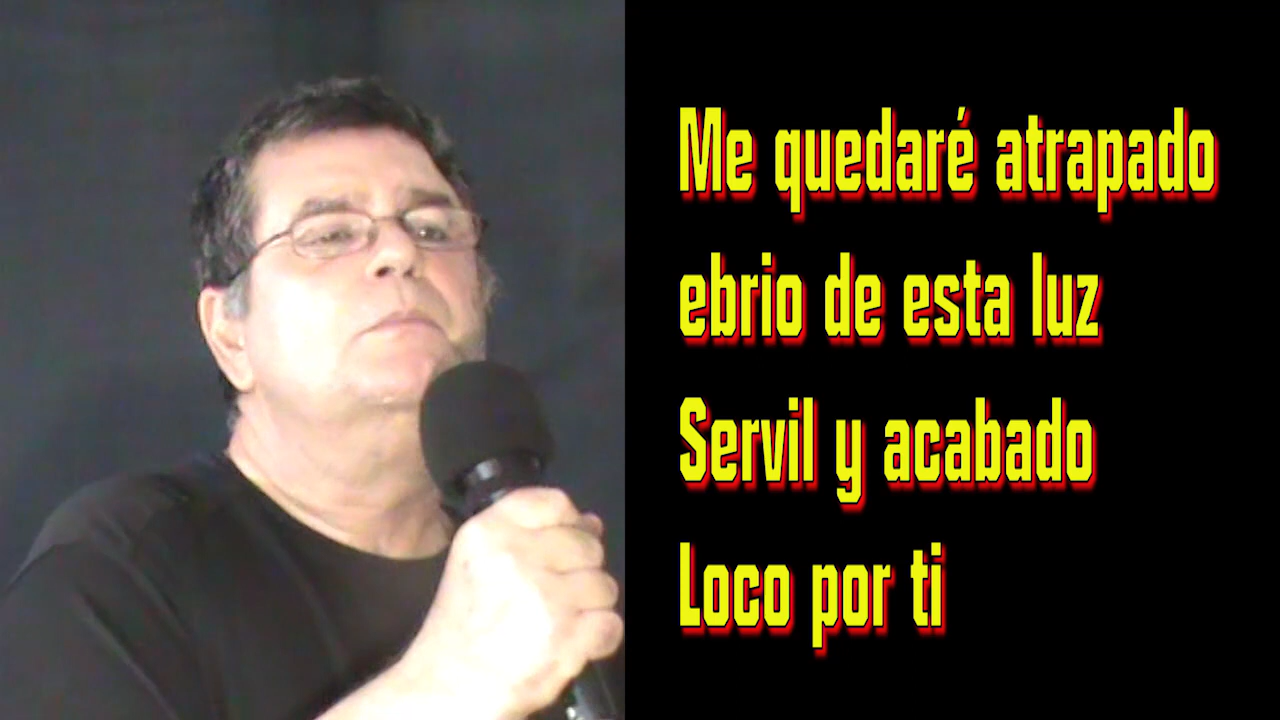 Me quedaré atrapado
ebrio de esta luz
Servil y acabado
Loco por ti